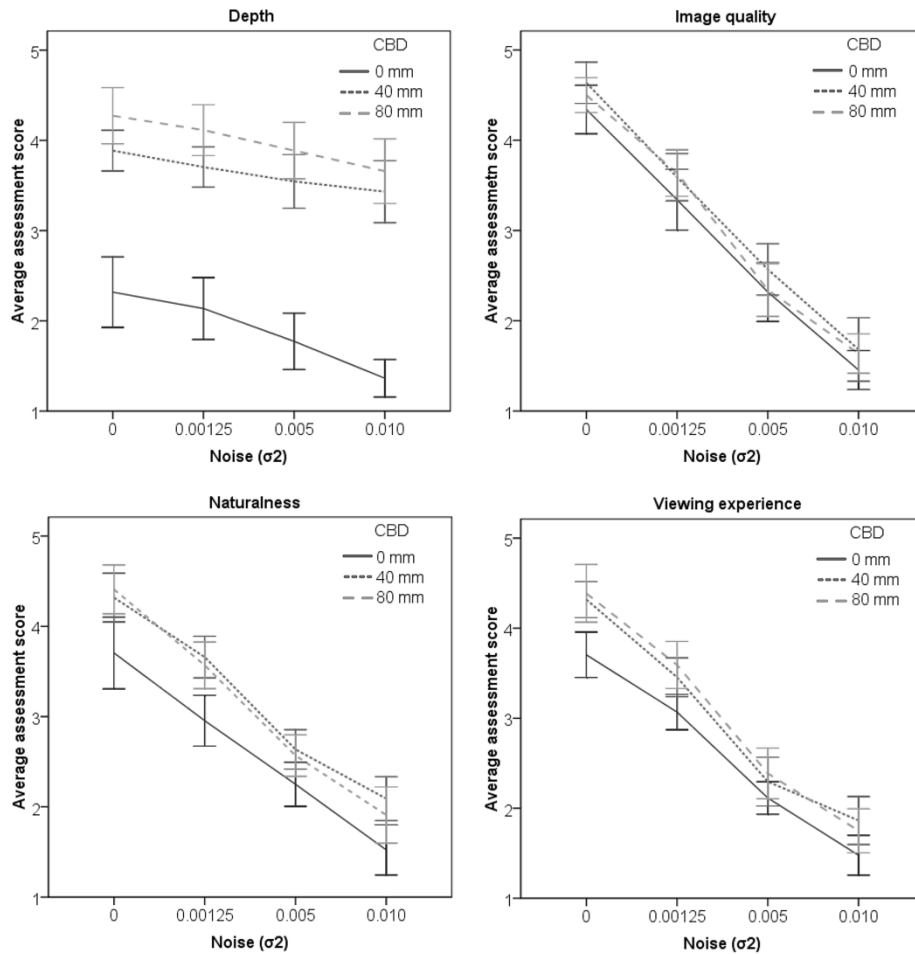 Depth
Average assessment score
5
4
3
2
1
CBD
0 mm
40 mm
80 mm
0
0.00125
0.005
0.010
Noise (σ2)
Image quality
Average assessmetn score
5
4
3
2
1
CBD
0 mm
40 mm
80 mm
0
0.00125
0.005
0.010
Noise (σ2)
Naturalness
Average assessment score
5
4
3
2
1
CBD
0 mm
40 mm
80 mm
0
0.00125
0.005
0.010
Noise (σ2)
Viewing experience
Average assessment score
5
4
3
2
1
CBD
0 mm
40 mm
80 mm
0
0.00125
0.005
0.010
Noise (σ2)